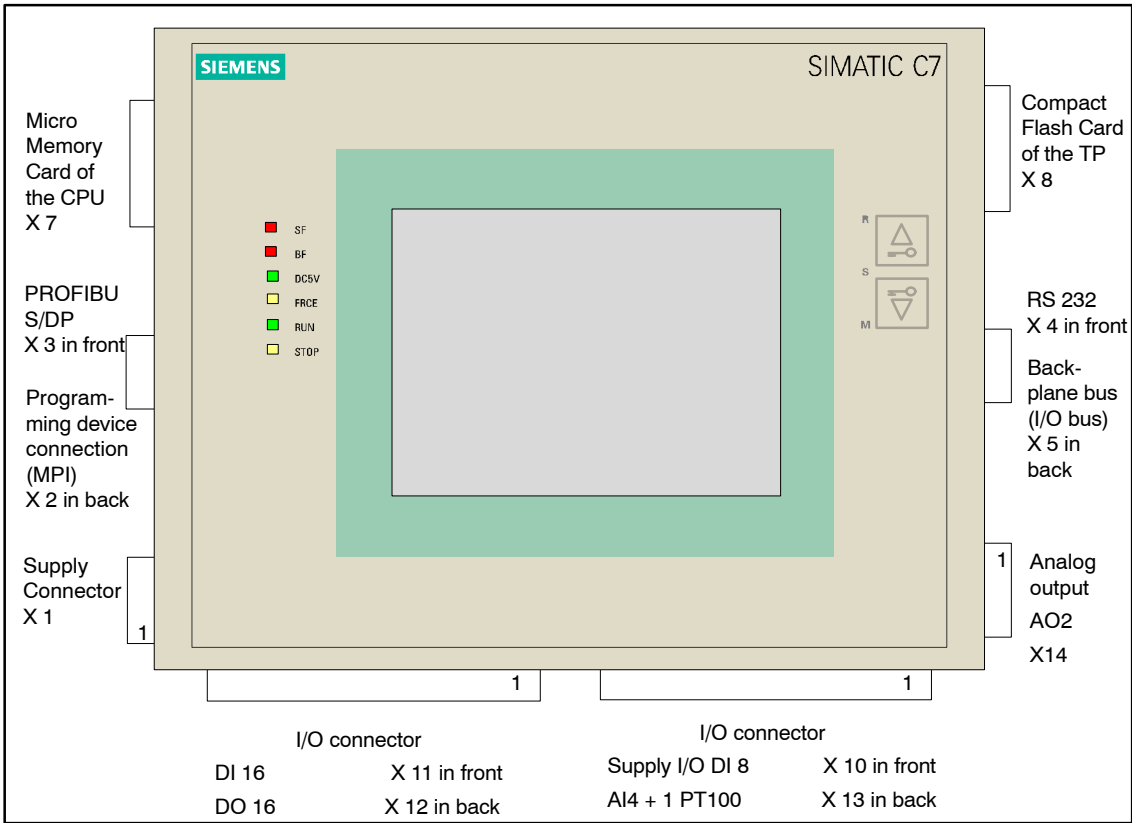 SIEMENS
SIMATIC C7
Micro
Memory
Card of
the CPU
X 7
Compact
Flash Card
of the TP
X 8
SF
BF
DC5V
FRCE
RUN
STOP
R
S
M
PROFIBU
S/DP
X 3 in front
Program-
ming device
connection
(MPI)
X 2 in back
RS 232
X 4 in front
Back-
plane bus
(I/O bus)
X 5 in
back
Supply
Connector
X 1
1
1
Analog
output
AO2
X14
1
1
I/O connector
DI 16 X 11 in front
DO 16 X 12 in back
I/O connector
Supply I/O DI 8 X 10 in front
AI4 + 1 PT100 X 13 in back